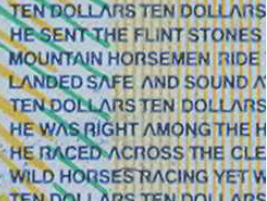 TEN DOLLARS TEN DOLLARS
HE SENT THE FLINT STONES
MOUNTAIN HORSEMEN RIDE
LANDED SAFE AND SOUND A
TEN DOLLARS TEN DOLLARS
HE WAS RIGHT AMONG THE H
HE RACED ACROSS THE CLE
WILD HORSES RACING YET W
TEN DOLLARS TEN DOLLARS